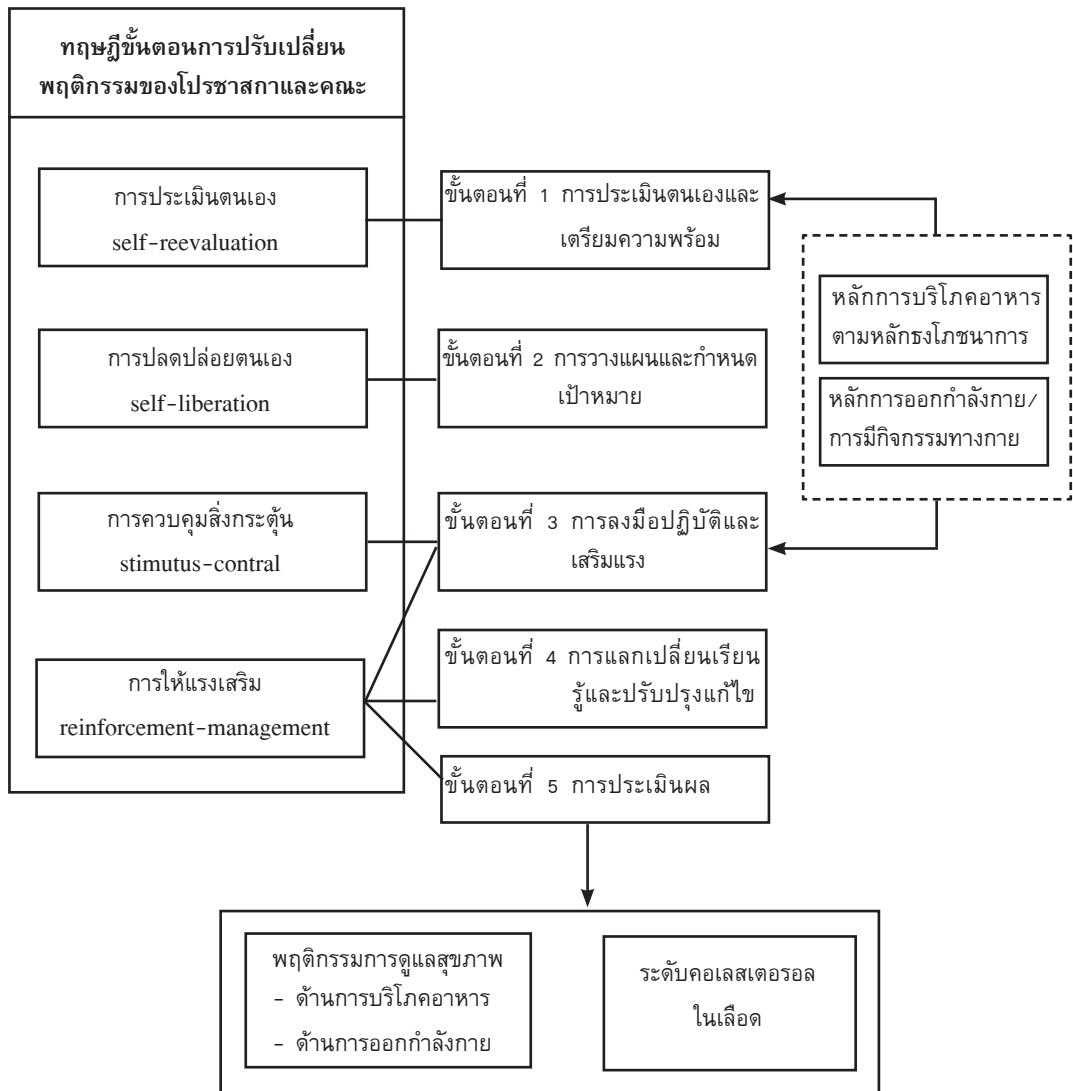 ทฤษฎีขั้นตอนการปรับเปลี่ยน
พฤติกรรมของโปรชาสกาและคณะ
การประเมินตนเอง
self-reevaluation
การปลดปล่อยตนเอง
self-liberation
การควบคุมสิ่งกระตุ้น
stimutus-contral
การให้แรงเสริม
reinforcement-management
ขั้นตอนที่ 1 การประเมินตนเองและ
เตรียมความพร้อม
ขั้นตอนที่ 2 การวางแผนและกำหนด
เป้าหมาย
ขั้นตอนที่ 3 การลงมือปฏิบัติและ
เสริมแรง
ขั้นตอนที่ 4 การแลกเปลี่ยนเรียน
รู้และปรับปรุงแก้ไข
ขั้นตอนที่ 5 การประเมินผล
หลักการบริโภคอาหาร
ตามหลักธงโภชนาการ
หลักการออกกำลังกาย/
การมีกิจกรรมทางกาย
พฤติกรรมการดูแลสุขภาพ
- ด้านการบริโภคอาหาร
- ด้านการออกกำลังกาย
ระดับคอเลสเตอรอล
ในเลือด